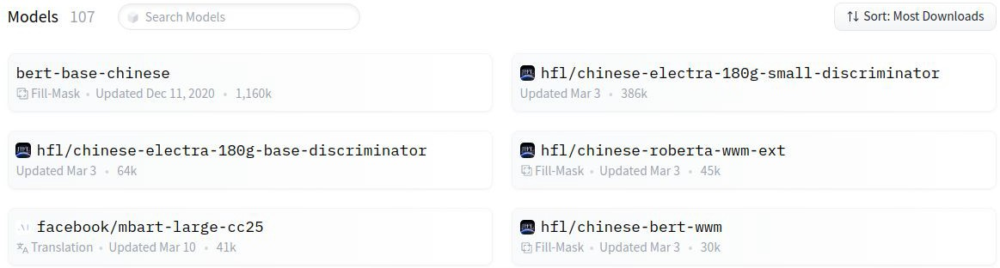 Models 107
Search Models
Sort: Most Downloads
bert-base-chinese
Fill-Mask • Updated Dec 11, 2020 • 1,160k
hfl/chinese-electra-180g-small-discriminator
Updated Mar 3 • 386k
hfl/chinese-electra-180g-base-discriminator
Updated Mar 3 • 64k
hfl/chinese-roberta-wwm-ext
Fill-Mask • Updated Mar 3 • 45k
facebook/mbart-large-cc25
Translation • Updated Mar 10 • 41k
hfl/chinese-bert-wwm
Fill-Mask • Updated Mar 3 • 30k